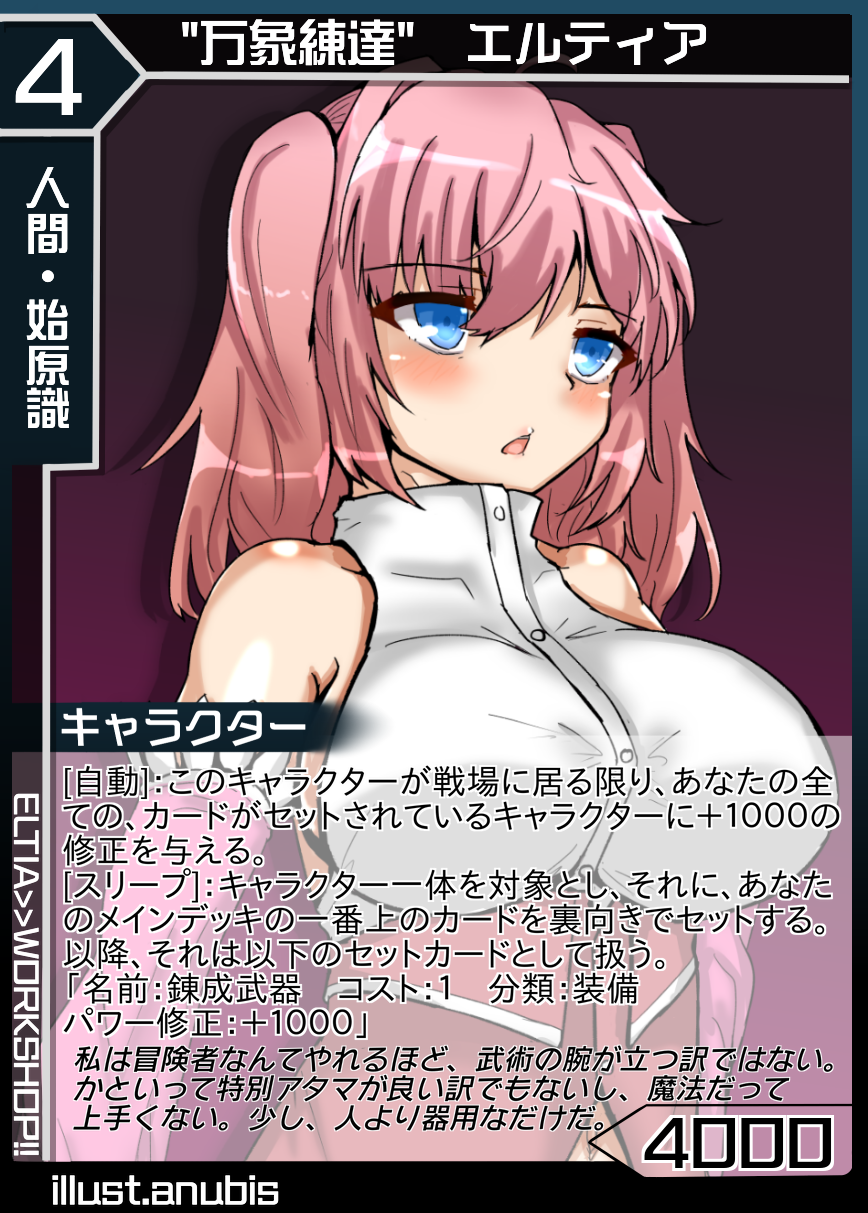 4
"万象練達" エルティア
人間・始原識
キャラクター
[自動]:このキャラクターが戦場に居る限り、あなたの全
ての、カードがセットされているキャラクターに＋1000の
修正を与える。
[スリープ]:キャラクター一体を対象とし、それに、あなた
のメインデッキの一番上のカードを裏向きでセットする。
以降、それは以下のセットカードとして扱う。
「名前:錬成武器　コスト:1　分類:装備
パワー修正:＋1000」
私は冒険者なんてやれるほど、武術の腕が立つ訳ではない。
かといって特別アタマが良い訳でもないし、魔法だって
上手くない。少し、人より器用なだけだ。
4000
ELTIA>>WORKSHOP!!
illust.anubis